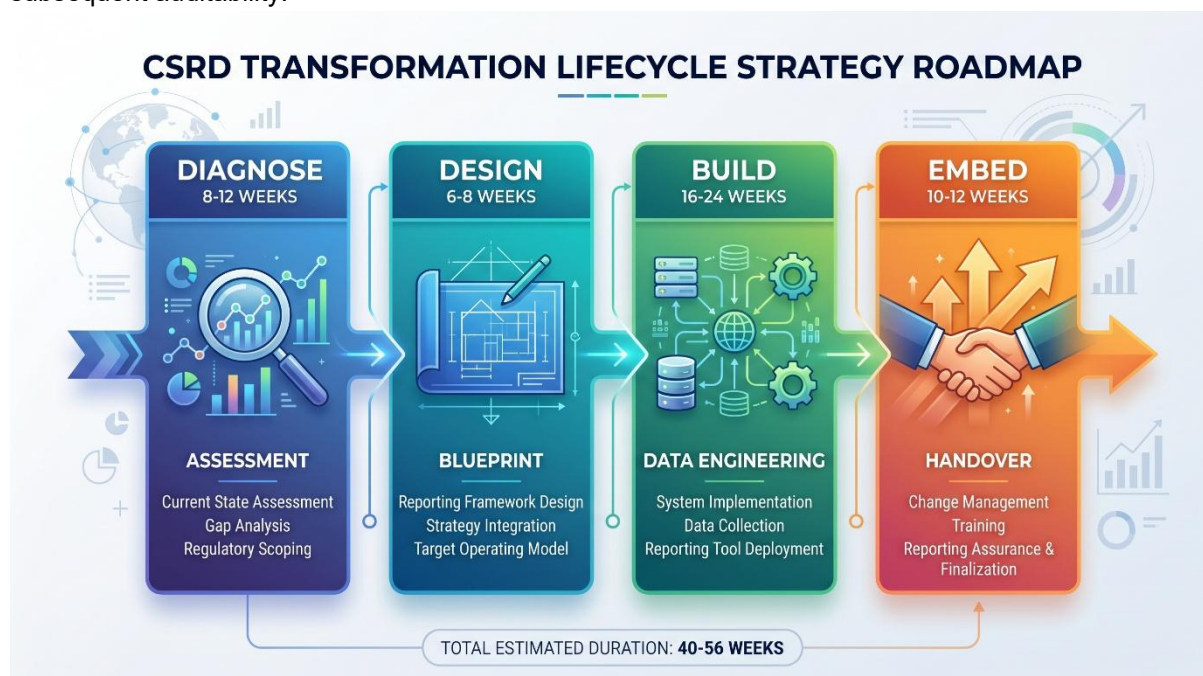 subsequent auditability.
CSRD TRANSFORMATION LIFECYCLE STRATEGY ROADMAP
DIAGNOSE
8-12 WEEKS
ASSESSMENT
Current State Assessment
Gap Analysis
Regulatory Scoping
DESIGN
6-8 WEEKS
BLUEPRINT
Reporting Framework Design
Strategy Integration
Target Operating Model
BUILD
16-24 WEEKS
DATA ENGINEERING
System Implementation
Data Collection
Reporting Tool Deployment
EMBED
10-12 WEEKS
HANDOVER
Change Management
Training
Reporting Assurance &
Finalization
TOTAL ESTIMATED DURATION: 40-56 WEEKS